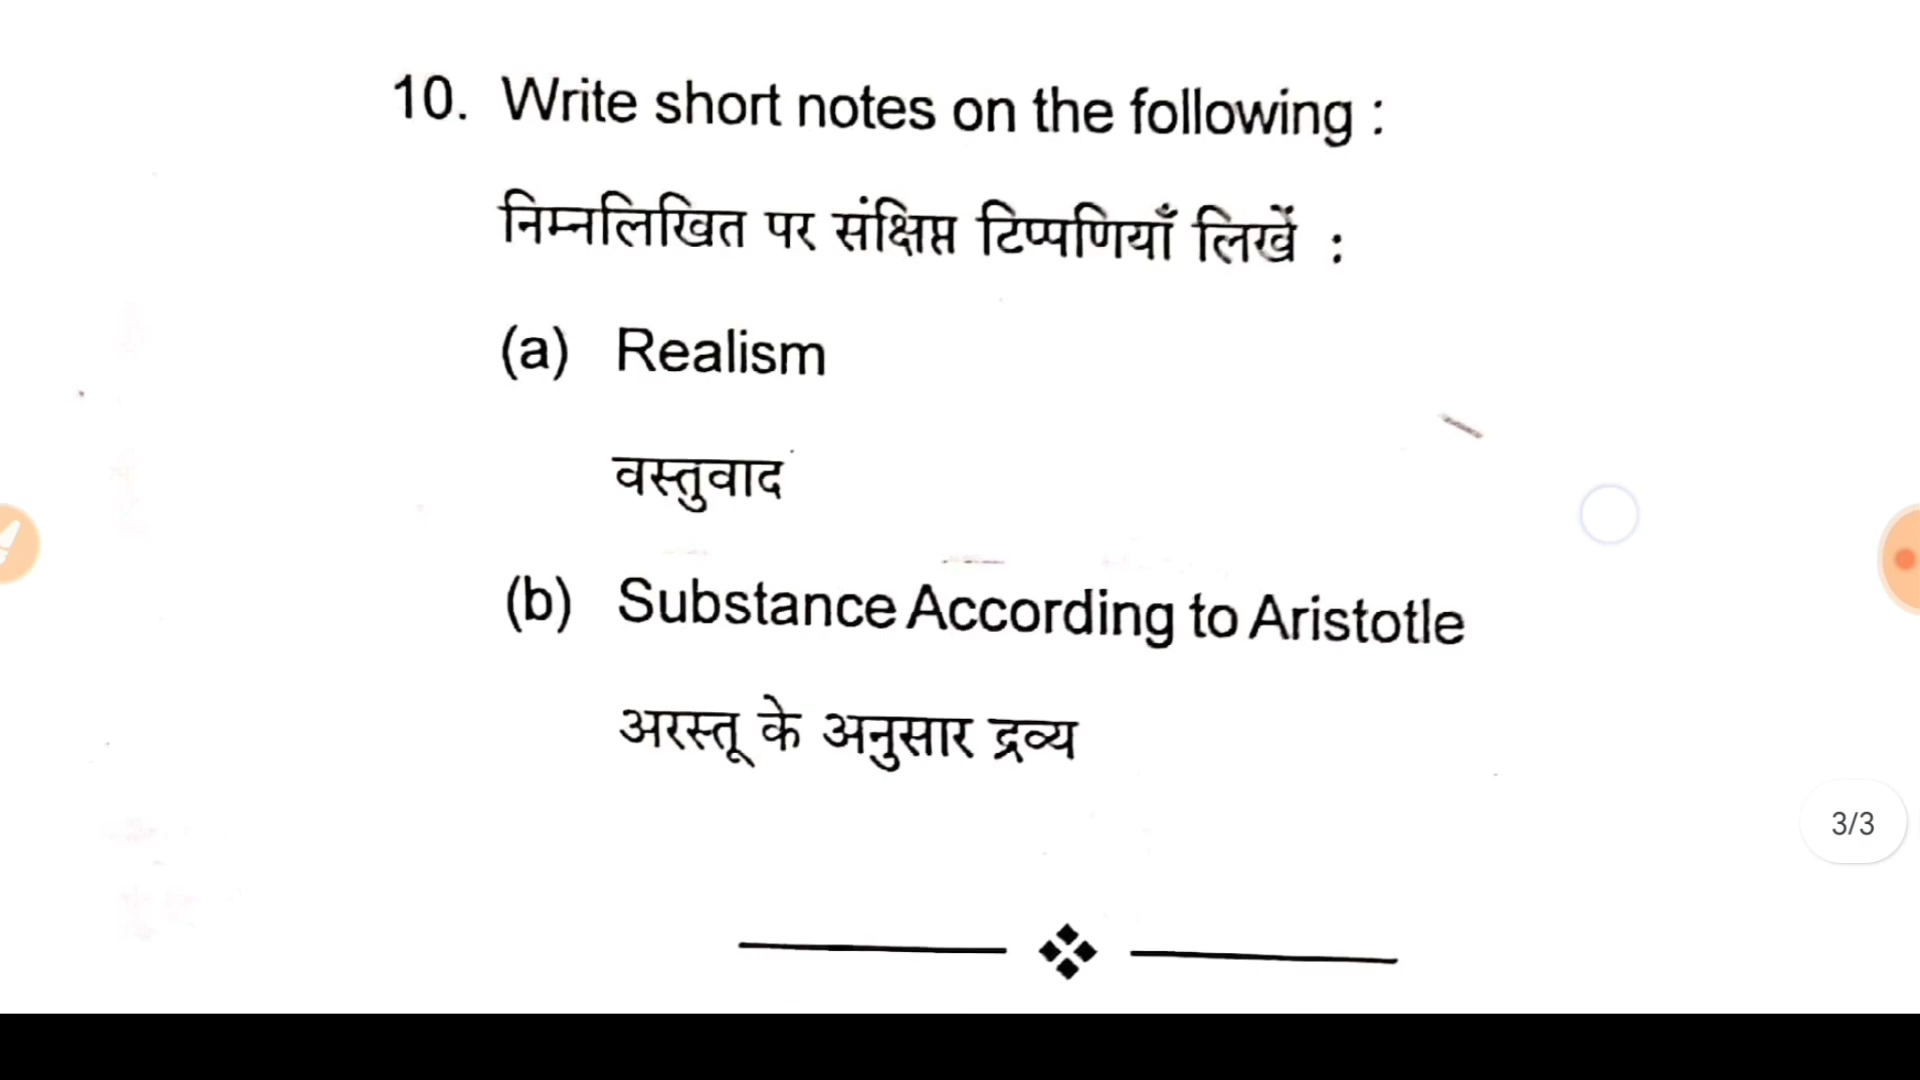 10. Write short notes on the following :
निम्नलिखित पर संक्षिप्त टिप्पणियाँ लिखें :
(a) Realism
वस्तुवाद
(b) Substance According to Aristotle
अरस्तू के अनुसार द्रव्य
3/3